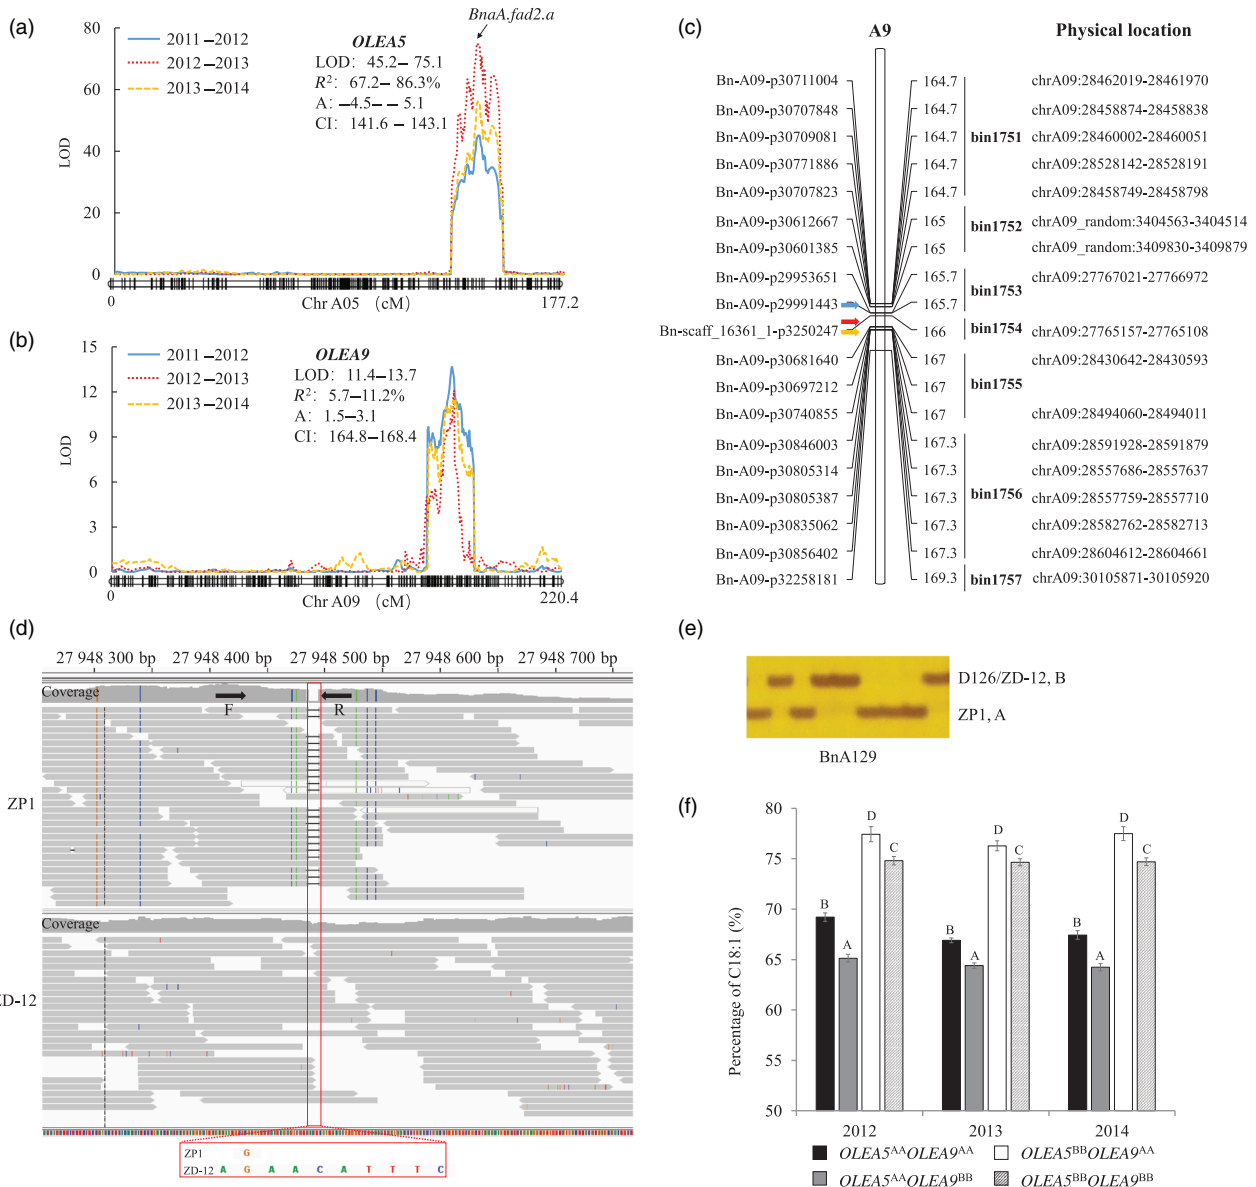 (a)
BnaA.fad2.a
80
60
40
20
0
LOD
2011–2012
2012–2013
2013–2014
OLEA5
LOD: 45.2– 75.1
R²: 67.2– 86.3%
A: –4.5– – 5.1
CI: 141.6 – 143.1
0
Chr A05 (cM)
177.2
(b)
15
12
9
6
3
0
LOD
2011–2012
2012–2013
2013–2014
OLEA9
LOD: 11.4–13.7
R²: 5.7–11.2%
A: 1.5–3.1
CI: 164.8–168.4
0
Chr A09 (cM)
220.4
(c)
A9
Physical location
Bn-A09-p30711004 164.7 chrA09:28462019-28461970
Bn-A09-p30707848 164.7 chrA09:28458874-28458838
Bn-A09-p30709081 164.7 bin1751 chrA09:28460002-28460051
Bn-A09-p30771886 164.7 chrA09:28528142-28528191
Bn-A09-p30707823 164.7 chrA09:28458749-28458798
Bn-A09-p30612667 165 bin1752 chrA09_random:3404563-3404514
Bn-A09-p30601385 165 chrA09_random:3409830-3409879
Bn-A09-p29953651 165.7 bin1753 chrA09:27767021-27766972
Bn-A09-p29991443 165.7
Bn-scaff_16361_1-p3250247 166 bin1754 chrA09:27765157-27765108
Bn-A09-p30681640 167 chrA09:28430642-28430593
Bn-A09-p30697212 167 bin1755
Bn-A09-p30740855 167 chrA09:28494060-28494011
Bn-A09-p30846003 167.3 chrA09:28591928-28591879
Bn-A09-p30805314 167.3 chrA09:28557686-28557637
Bn-A09-p30805387 167.3 bin1756 chrA09:28557759-28557710
Bn-A09-p30835062 167.3 chrA09:28582762-28582713
Bn-A09-p30856402 167.3 chrA09:28604612-28604661
Bn-A09-p32258181 169.3 bin1757 chrA09:30105871-30105920
(d)
27 948 300 bp 27 948 400 bp 27 948 500 bp 27 948 600 bp 27 948 700 bp
Coverage
F R
ZP1
Coverage
ZD-12
ZP1 G
ZD-12 A G A A C A T T T C
(e)
D126/ZD-12, B
ZP1, A
BnA129
(f)
80
75
70
65
60
55
50
Percentage of C18:1 (%)
B A D C
B A D C
B A D C
2012 2013 2014
OLEA5ᴬᴬOLEA9ᴬᴬ OLEA5ᴮᴮOLEA9ᴬᴬ
OLEA5ᴬᴬOLEA9ᴮᴮ OLEA5ᴮᴮOLEA9ᴮᴮ